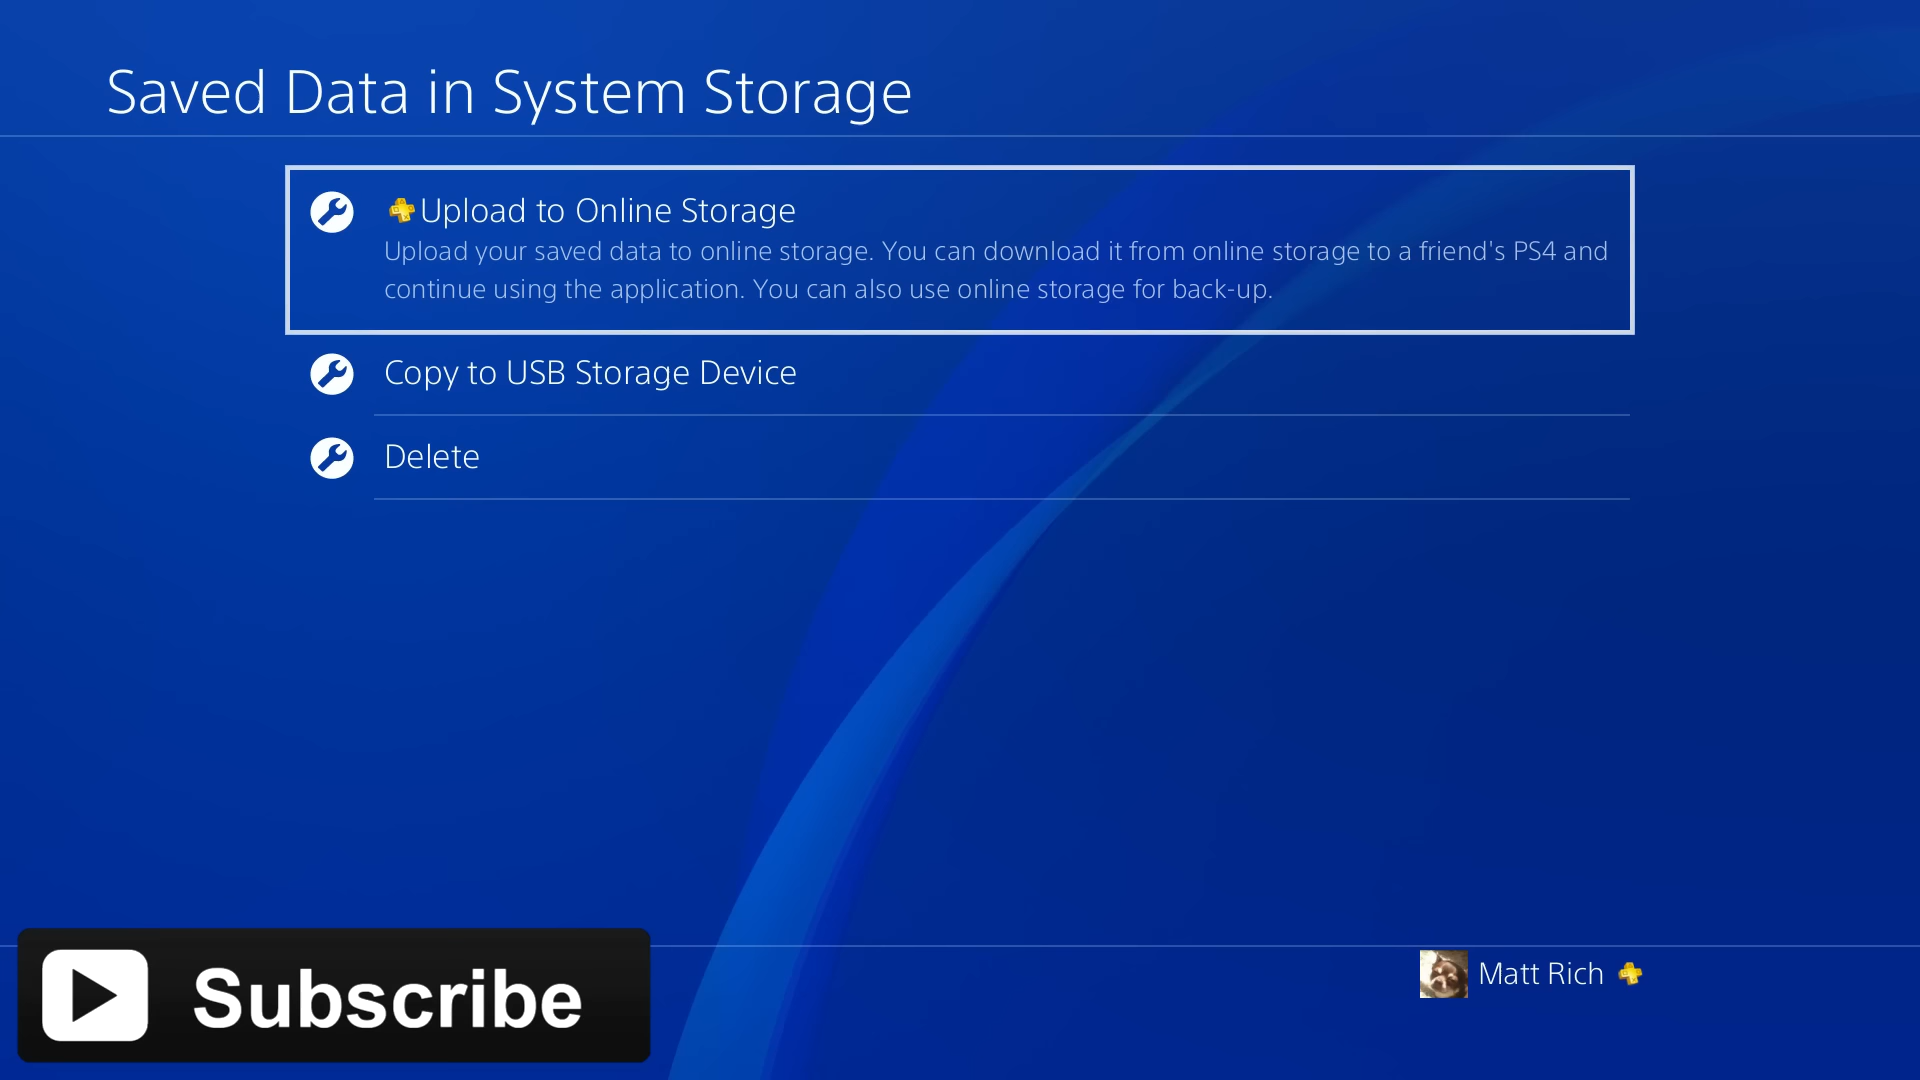 Saved Data in System Storage
Upload to Online Storage
Upload your saved data to online storage. You can download it from online storage to a friend's PS4 and
continue using the application. You can also use online storage for back-up.
Copy to USB Storage Device
Delete
Subscribe
Matt Rich